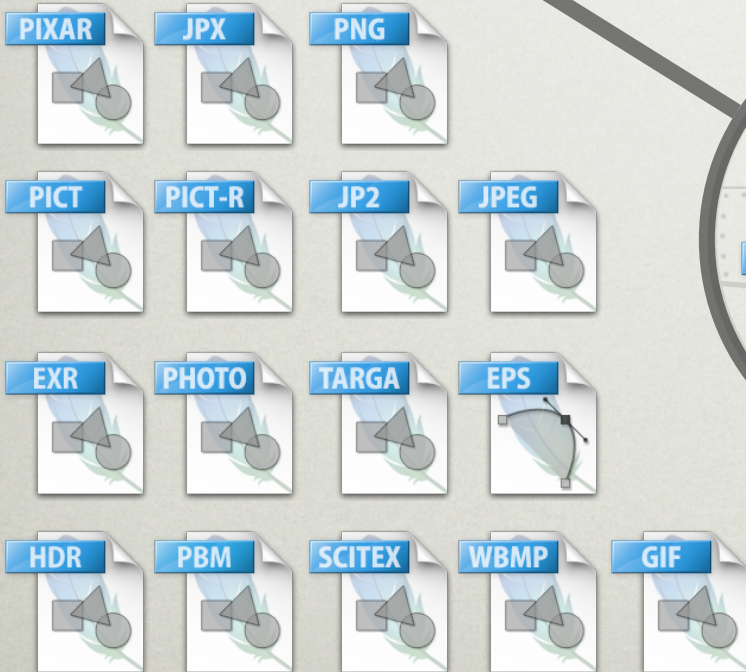 PIXAR JPX PNG
PICT PICT-R JP2 JPEG
EXR PHOTO TARGA EPS
HDR PBM SCITEX WBMP GIF